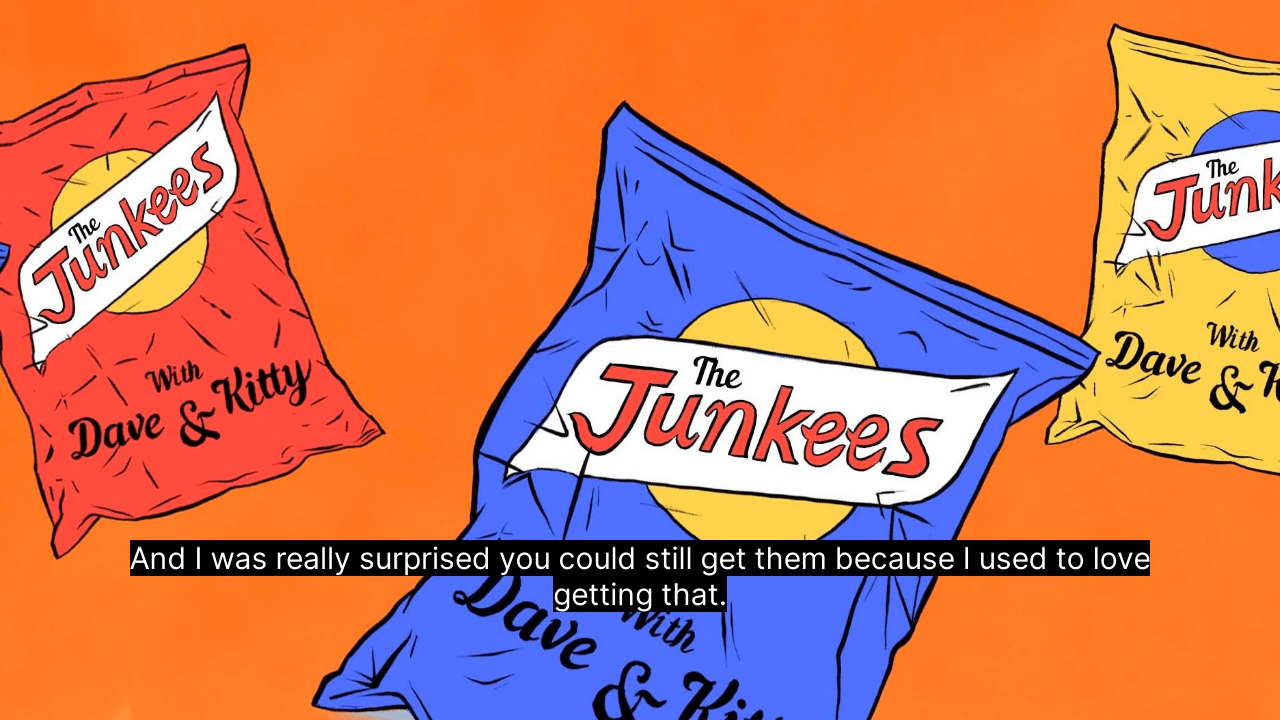 The
Junkees
With
Dave & Kitty
The
Junkees
With
Dave &
The
Junk
With
Dave &
And I was really surprised you could still get them because I used to love
getting that.